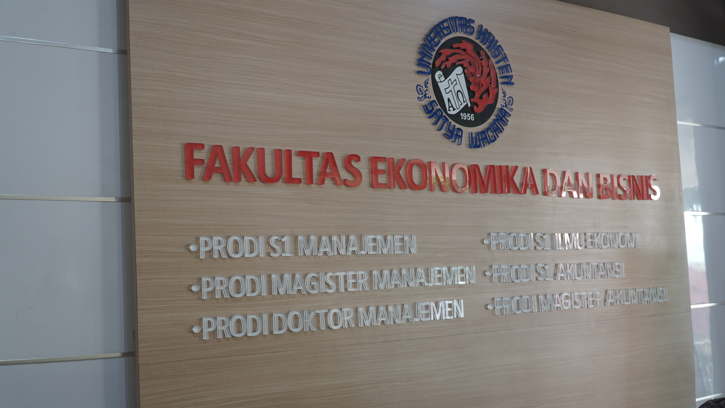 UNIVERSITAS KRISTEN
SATYA WACANA
A Ω
1956
FAKULTAS EKONOMIKA DAN BISNIS
•PRODI S1 MANAJEMEN
•PRODI MAGISTER MANAJEMEN
•PRODI DOKTOR MANAJEMEN
•PRODI S1 ILMU EKONOMI
•PRODI S1 AKUNTANSI
•PRODI MAGISTER AKUNTANSI